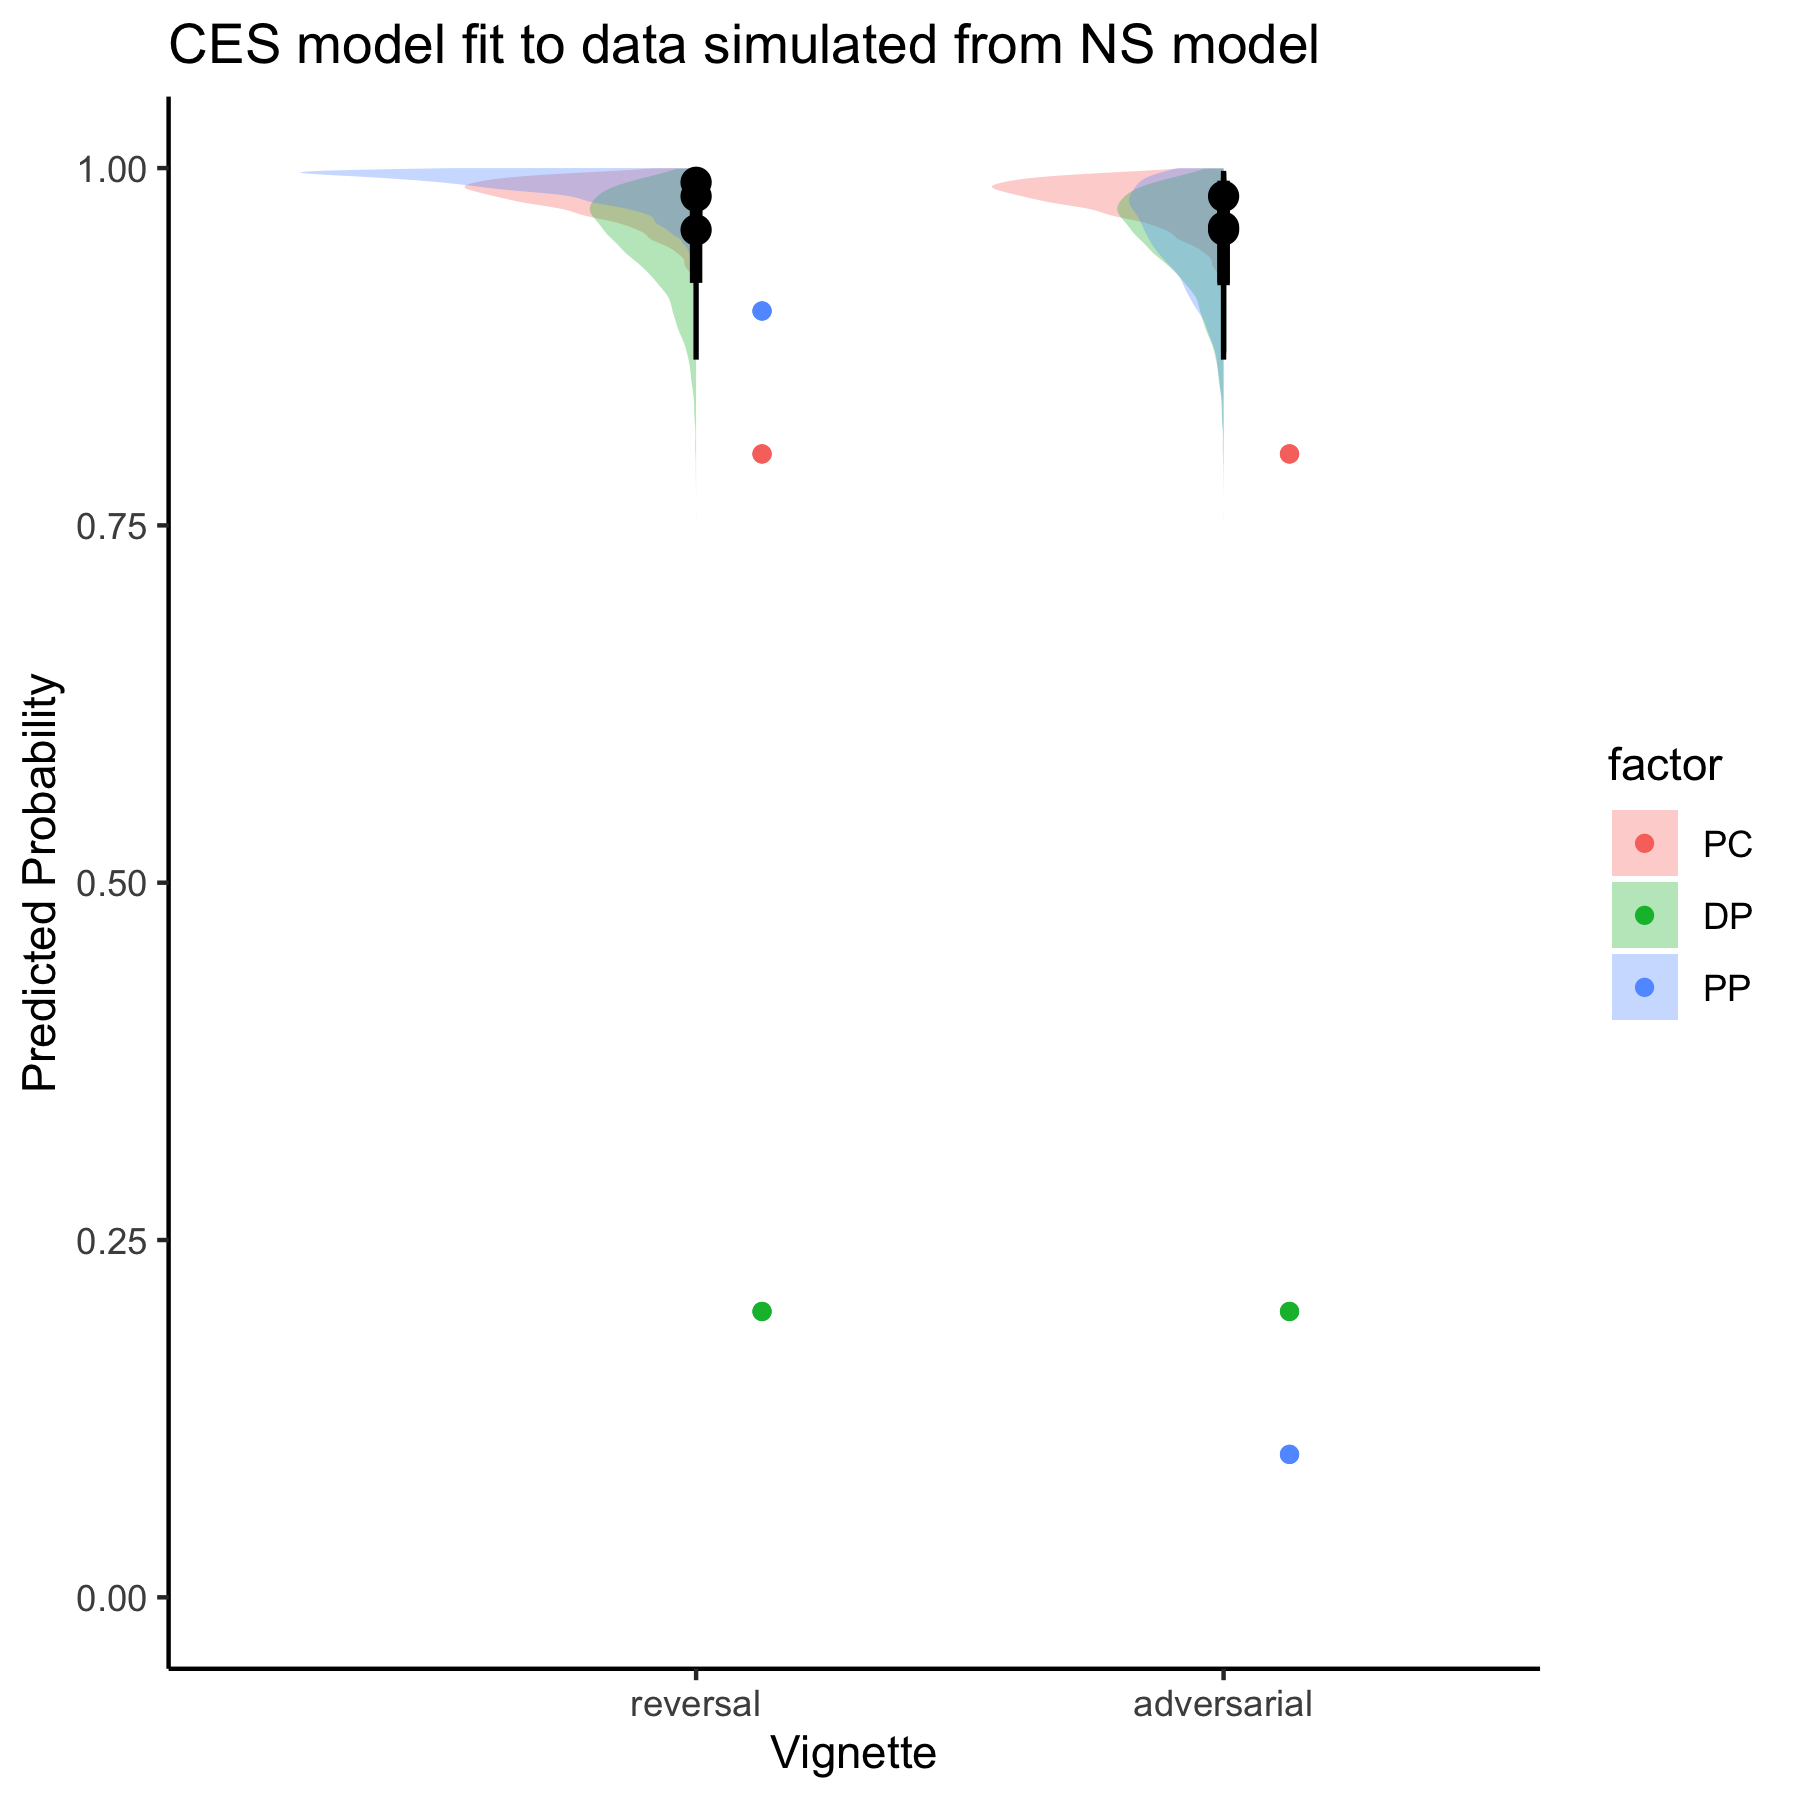 CES model fit to data simulated from NS model
Predicted Probability
1.00
0.75
0.50
0.25
0.00
reversal
adversarial
Vignette
factor
PC
DP
PP